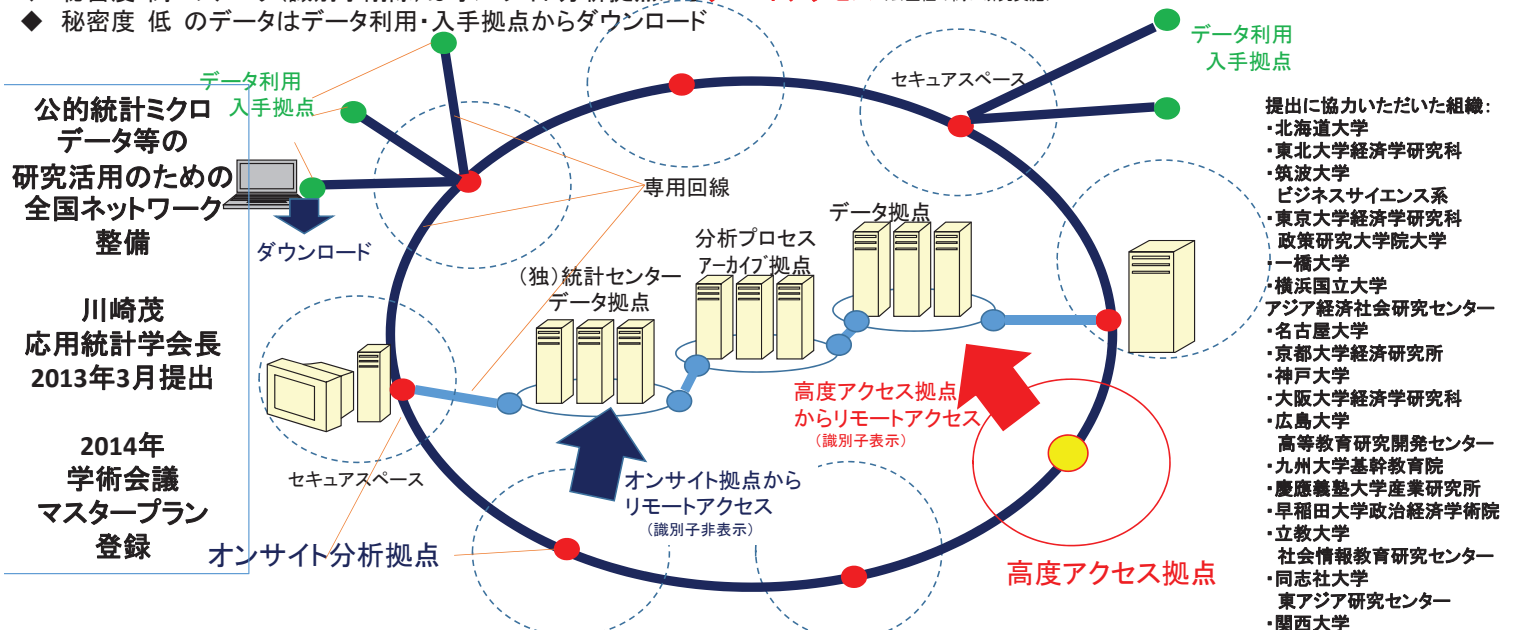 ◆ 秘密度 低 のデータはデータ利用・入手拠点からダウンロード
公的統計ミクロ
データ等の
研究活用のための
全国ネットワーク
整備
川崎茂
応用統計学会長
2013年3月提出
2014年
学術会議
マスタープラン
登録
データ利用
入手拠点
ダウンロード
専用回線
セキュアスペース
データ利用
入手拠点
(独)統計センター
データ拠点
分析プロセス
アーカイブ拠点
データ拠点
セキュアスペース
オンサイト拠点から
リモートアクセス
(識別子非表示)
高度アクセス拠点
からリモートアクセス
(識別子表示)
オンサイト分析拠点
高度アクセス拠点
提出に協力いただいた組織:
・北海道大学
・東北大学経済学研究科
・筑波大学
ビジネスサイエンス系
・東京大学経済学研究科
政策研究大学院大学
・一橋大学
・横浜国立大学
アジア経済社会研究センター
・名古屋大学
・京都大学経済研究所
・神戸大学
・大阪大学経済学研究科
・広島大学
高等教育研究開発センター
・九州大学基幹教育院
・慶應義塾大学産業研究所
・早稲田大学政治経済学術院
・立教大学
社会情報教育研究センター
・同志社大学
東アジア研究センター
・関西大学